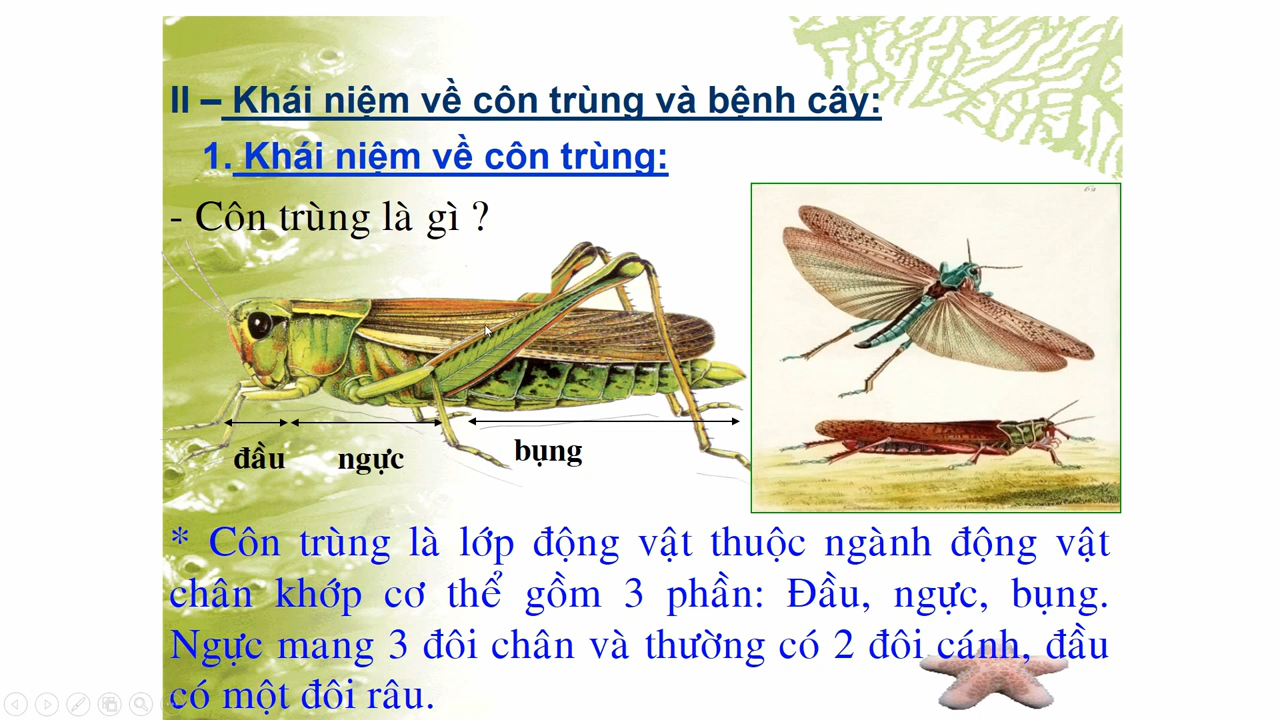 II – Khái niệm về côn trùng và bệnh cây:
1. Khái niệm về côn trùng:
- Côn trùng là gì ?
đầu
ngực
bụng
* Côn trùng là lớp động vật thuộc ngành động vật
chân khớp cơ thể gồm 3 phần: Đầu, ngực, bụng.
Ngực mang 3 đôi chân và thường có 2 đôi cánh, đầu
có một đôi râu.